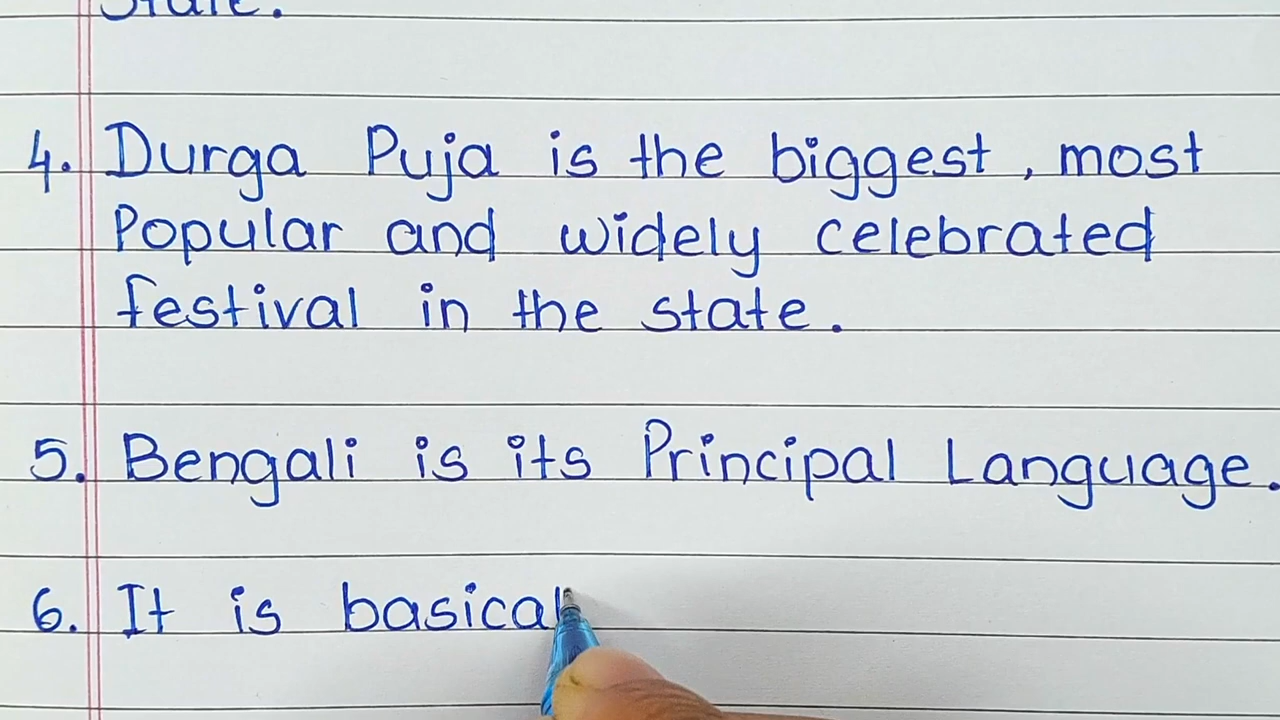 State.
4. Durga Puja is the biggest, most
Popular and widely celebrated
festival in the state.
5. Bengali is its Principal Language.
6. It is basical